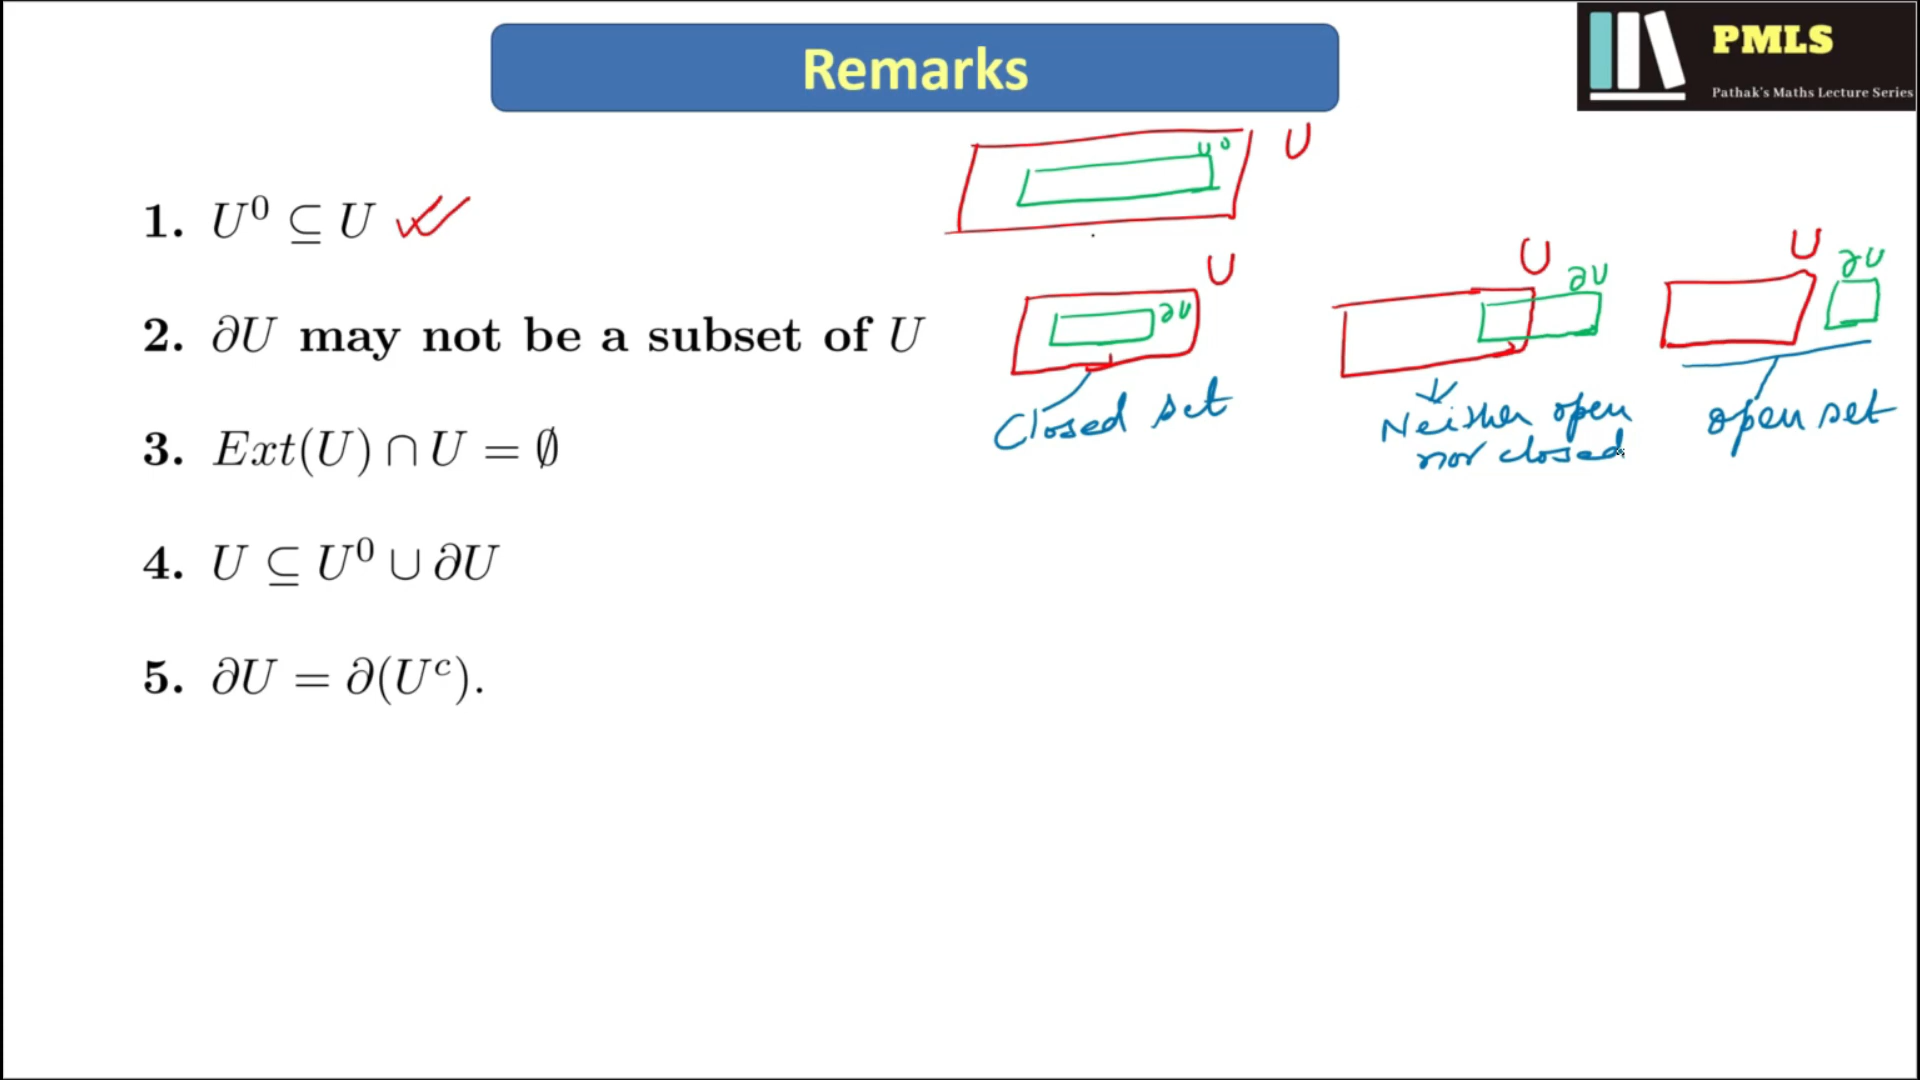 Remarks
PMLS
Pathak's Maths Lecture Series
U
U⁰
1. U⁰ ⊆ U
U
∂U
U
∂U
U
∂U
2. ∂U may not be a subset of U
Closed set
Neither open
nor closed
open set
3. Ext(U) ∩ U = ∅
4. U ⊆ U⁰ ∪ ∂U
5. ∂U = ∂(Uᶜ).